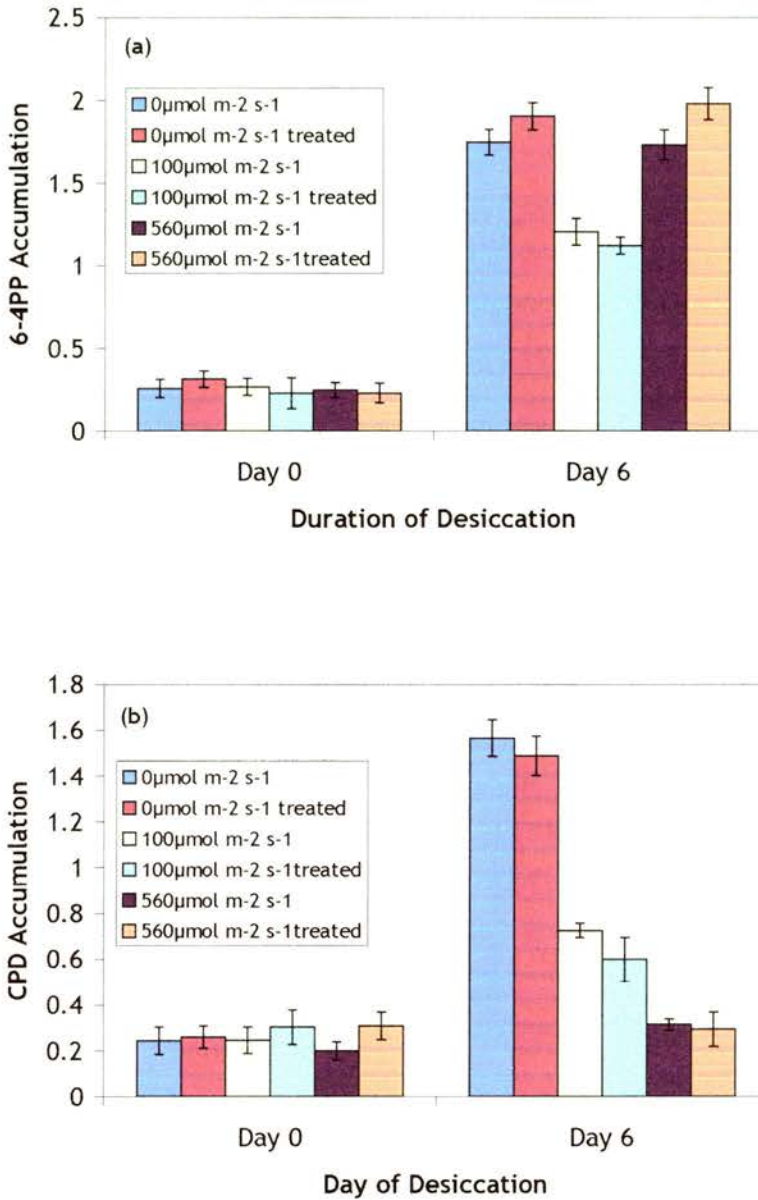 2.5
(a)
2
1.5
1
0.5
0
6-4PP Accumulation
0µmol m-2 s-1
0µmol m-2 s-1 treated
100µmol m-2 s-1
100µmol m-2 s-1 treated
560µmol m-2 s-1
560µmol m-2 s-1treated
Day 0
Day 6
Duration of Desiccation
1.8
(b)
1.6
1.4
1.2
1
0.8
0.6
0.4
0.2
0
CPD Accumulation
0µmol m-2 s-1
0µmol m-2 s-1 treated
100µmol m-2 s-1
100µmol m-2 s-1treated
560µmol m-2 s-1
560µmol m-2 s-1treated
Day 0
Day 6
Day of Desiccation